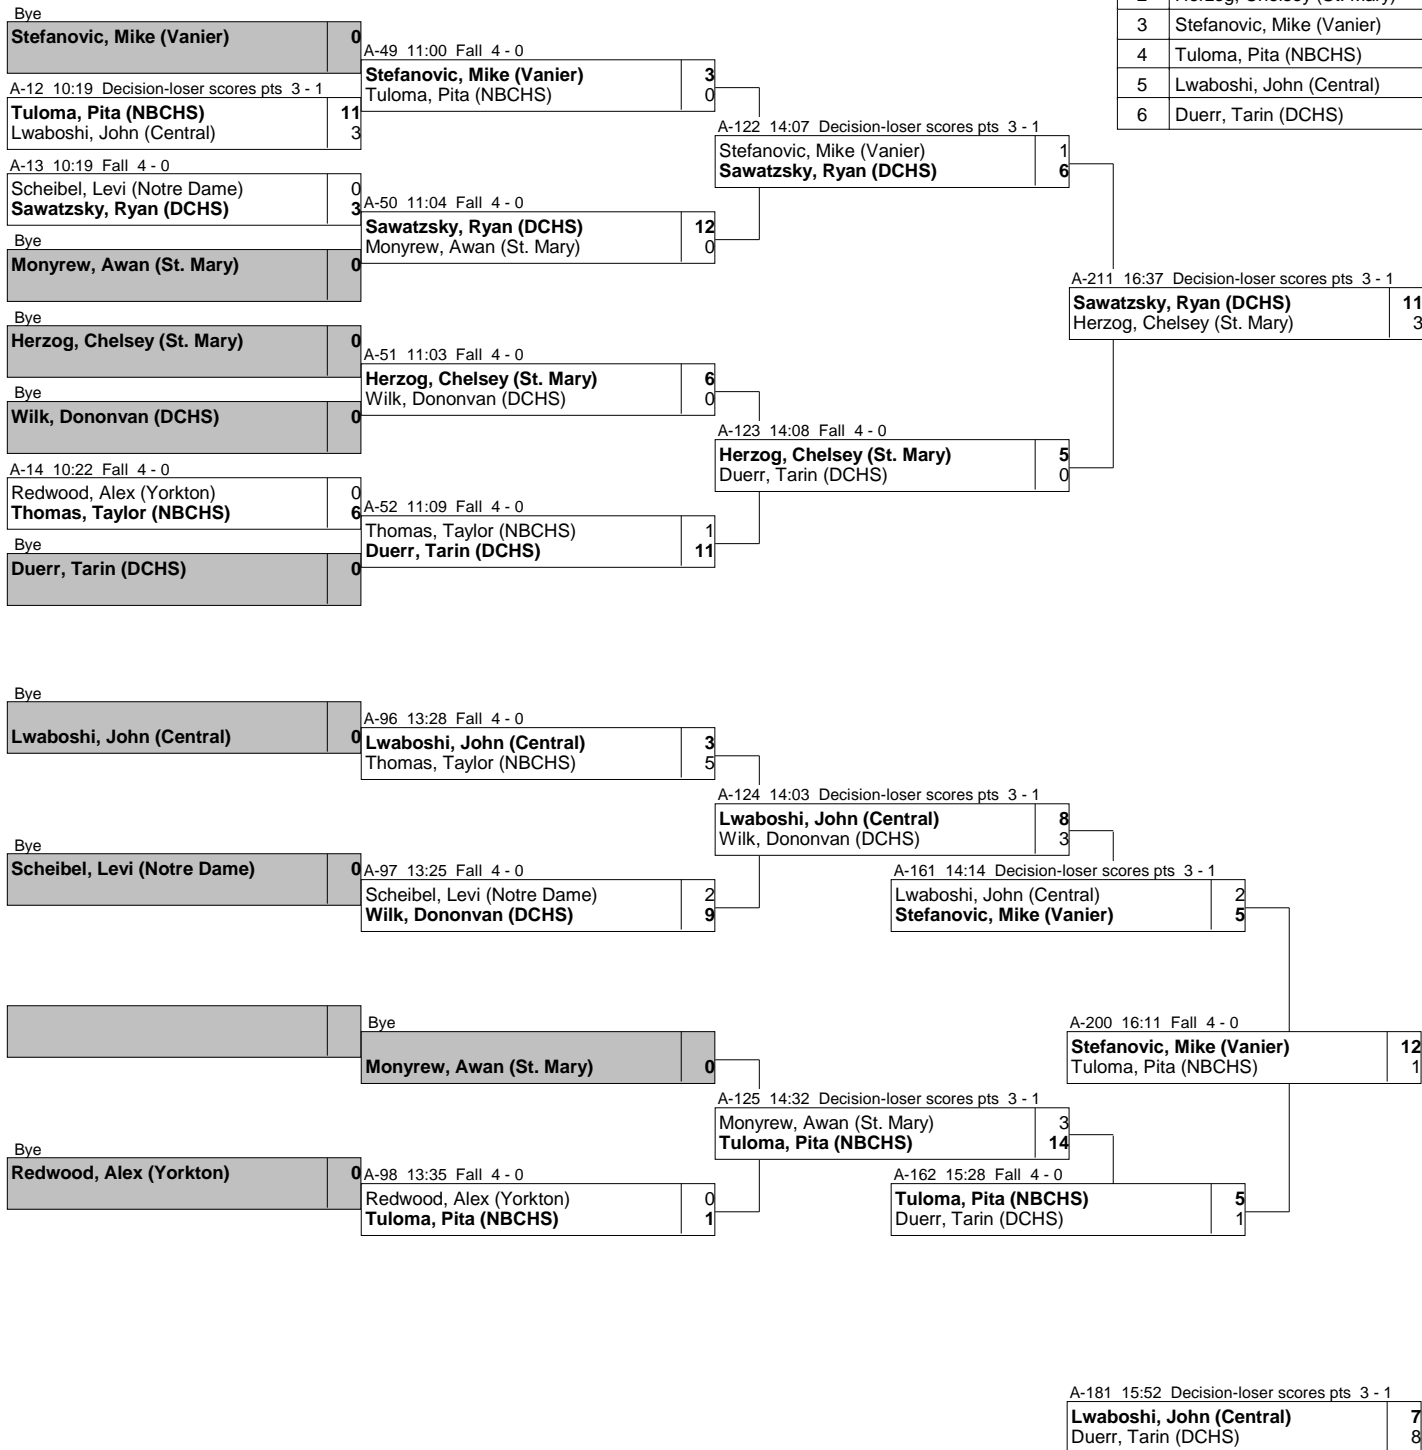 2 Herzog, Chelsey (St. Mary)
Bye
Stefanovic, Mike (Vanier) 0
3 Stefanovic, Mike (Vanier)
4 Tuloma, Pita (NBCHS)
5 Lwaboshi, John (Central)
6 Duerr, Tarin (DCHS)
A-49 11:00 Fall 4 - 0
Stefanovic, Mike (Vanier) 3
Tuloma, Pita (NBCHS) 0
A-12 10:19 Decision-loser scores pts 3 - 1
Tuloma, Pita (NBCHS) 11
Lwaboshi, John (Central) 3
A-122 14:07 Decision-loser scores pts 3 - 1
Stefanovic, Mike (Vanier) 1
Sawatzsky, Ryan (DCHS) 6
A-13 10:19 Fall 4 - 0
Scheibel, Levi (Notre Dame) 0
Sawatzsky, Ryan (DCHS) 3
A-50 11:04 Fall 4 - 0
Sawatzsky, Ryan (DCHS) 12
Monyrew, Awan (St. Mary) 0
Bye
Monyrew, Awan (St. Mary) 0
A-211 16:37 Decision-loser scores pts 3 - 1
Sawatzsky, Ryan (DCHS) 11
Herzog, Chelsey (St. Mary) 3
Bye
Herzog, Chelsey (St. Mary) 0
A-51 11:03 Fall 4 - 0
Herzog, Chelsey (St. Mary) 6
Wilk, Dononvan (DCHS) 0
Bye
Wilk, Dononvan (DCHS) 0
A-123 14:08 Fall 4 - 0
Herzog, Chelsey (St. Mary) 5
Duerr, Tarin (DCHS) 0
A-14 10:22 Fall 4 - 0
Redwood, Alex (Yorkton) 0
Thomas, Taylor (NBCHS) 6
A-52 11:09 Fall 4 - 0
Thomas, Taylor (NBCHS) 1
Duerr, Tarin (DCHS) 11
Bye
Duerr, Tarin (DCHS) 0
Bye
Lwaboshi, John (Central) 0
A-96 13:28 Fall 4 - 0
Lwaboshi, John (Central) 3
Thomas, Taylor (NBCHS) 5
A-124 14:03 Decision-loser scores pts 3 - 1
Lwaboshi, John (Central) 8
Wilk, Dononvan (DCHS) 3
Bye
Scheibel, Levi (Notre Dame) 0
A-97 13:25 Fall 4 - 0
Scheibel, Levi (Notre Dame) 2
Wilk, Dononvan (DCHS) 9
A-161 14:14 Decision-loser scores pts 3 - 1
Lwaboshi, John (Central) 2
Stefanovic, Mike (Vanier) 5
Bye
Monyrew, Awan (St. Mary) 0
A-200 16:11 Fall 4 - 0
Stefanovic, Mike (Vanier) 12
Tuloma, Pita (NBCHS) 1
A-125 14:32 Decision-loser scores pts 3 - 1
Monyrew, Awan (St. Mary) 3
Tuloma, Pita (NBCHS) 14
Bye
Redwood, Alex (Yorkton) 0
A-98 13:35 Fall 4 - 0
Redwood, Alex (Yorkton) 0
Tuloma, Pita (NBCHS) 1
A-162 15:28 Fall 4 - 0
Tuloma, Pita (NBCHS) 5
Duerr, Tarin (DCHS) 1
A-181 15:52 Decision-loser scores pts 3 - 1
Lwaboshi, John (Central) 7
Duerr, Tarin (DCHS) 8